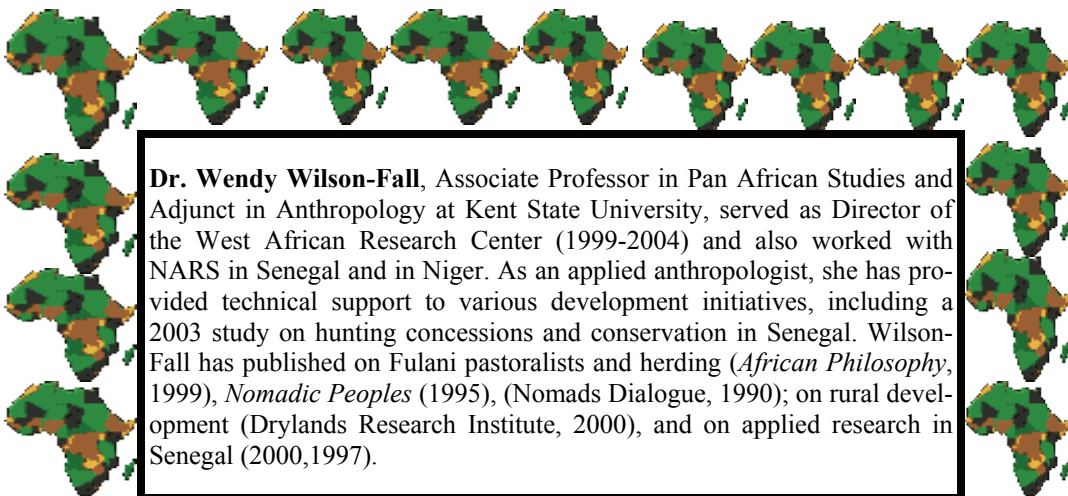 Dr. Wendy Wilson-Fall, Associate Professor in Pan African Studies and
Adjunct in Anthropology at Kent State University, served as Director of
the West African Research Center (1999-2004) and also worked with
NARS in Senegal and in Niger. As an applied anthropologist, she has pro-
vided technical support to various development initiatives, including a
2003 study on hunting concessions and conservation in Senegal. Wilson-
Fall has published on Fulani pastoralists and herding (African Philosophy,
1999), Nomadic Peoples (1995), (Nomads Dialogue, 1990); on rural devel-
opment (Drylands Research Institute, 2000), and on applied research in
Senegal (2000,1997).